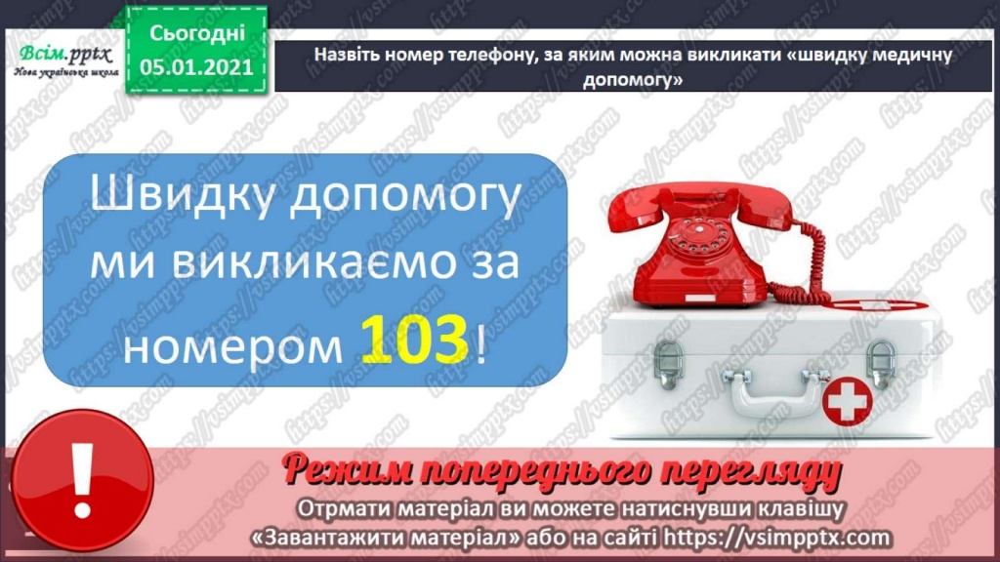 Всім.pptx
Нова українська школа
Сьогодні
05.01.2021
Назвіть номер телефону, за яким можна викликати «швидку медичну
допомогу»
Швидку допомогу
ми викликаємо за
номером 103!
Режим попереднього перегляду
Отрмати матеріал ви можете натиснувши клавішу
«Завантажити матеріал» або на сайті https://vsimpptx.com